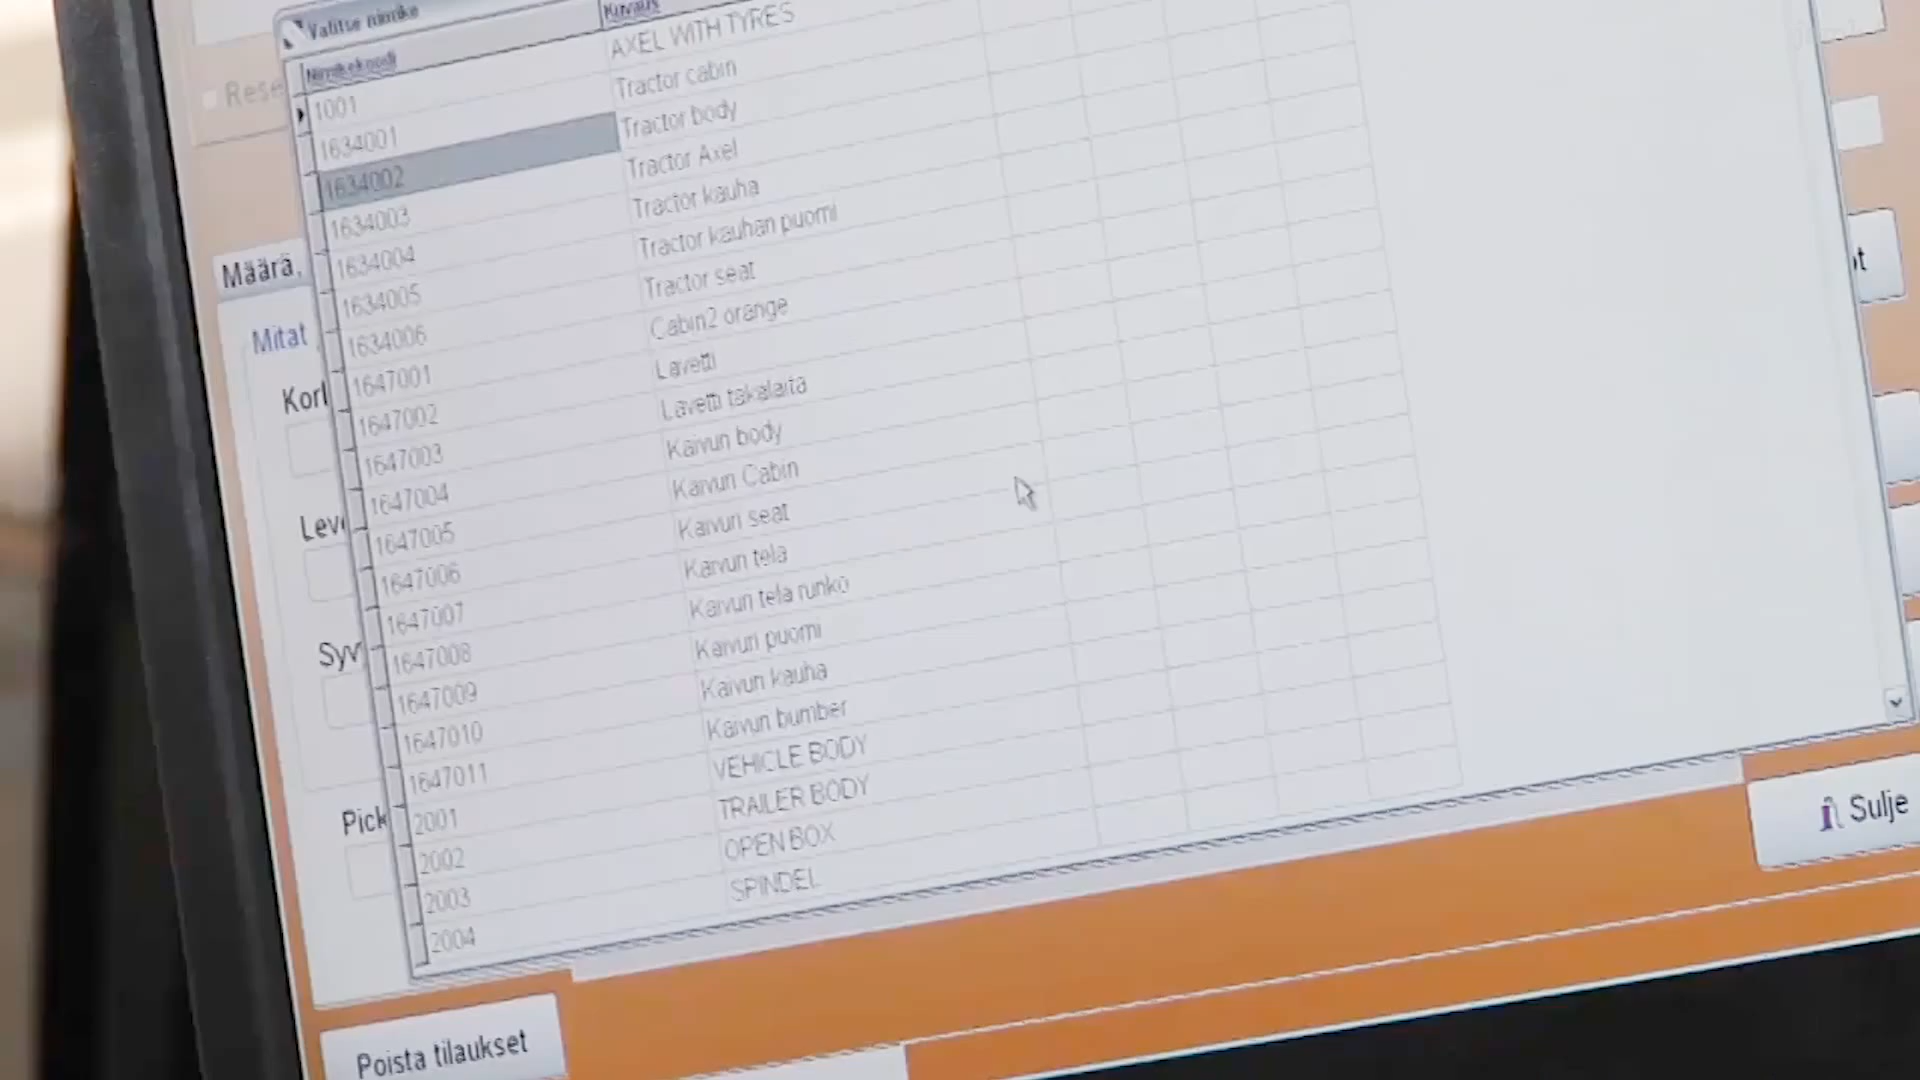 Valitse nimike
Nimikekoodi Kuvaus
1001 AXEL WITH TYRES
1634001 Tractor cabin
1634002 Tractor body
1634003 Tractor Axel
1634004 Tractor kauha
1634005 Tractor kauhan puomi
1634006 Tractor seat
1647001 Cabin2 orange
1647002 Lavetti
1647003 Lavetti takalaita
1647004 Kaivun body
1647005 Kaivun Cabin
1647006 Kaivun seat
1647007 Kaivun tela
1647008 Kaivun tela runko
1647009 Kaivun puomi
1647010 Kaivun kauha
1647011 Kaivun bumber
2001 VEHICLE BODY
2002 TRAILER BODY
2003 OPEN BOX
2004 SPINDEL
Rese
Määrä,
Mitat
Kork
Leve
Syv
Pick
Sulje
Poista tilaukset